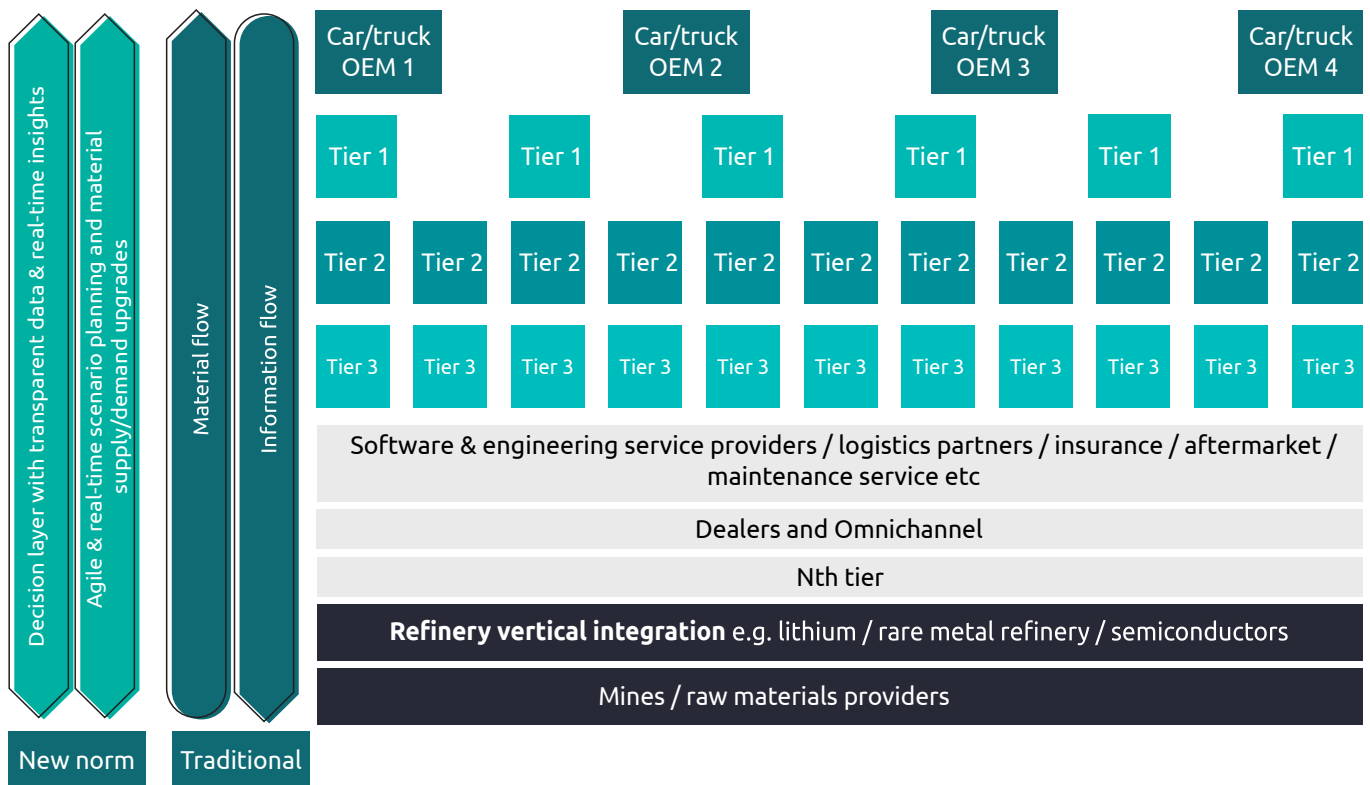 Decision layer with transparent data & real-time insights
Agile & real-time scenario planning and material
supply/demand upgrades
Material flow
Information flow
New norm
Traditional
Car/truck
OEM 1
Car/truck
OEM 2
Car/truck
OEM 3
Car/truck
OEM 4
Tier 1
Tier 1
Tier 1
Tier 1
Tier 1
Tier 1
Tier 2
Tier 2
Tier 2
Tier 2
Tier 2
Tier 2
Tier 2
Tier 2
Tier 2
Tier 2
Tier 2
Tier 3
Tier 3
Tier 3
Tier 3
Tier 3
Tier 3
Tier 3
Tier 3
Tier 3
Tier 3
Tier 3
Software & engineering service providers / logistics partners / insurance / aftermarket /
maintenance service etc
Dealers and Omnichannel
Nth tier
Refinery vertical integration e.g. lithium / rare metal refinery / semiconductors
Mines / raw materials providers